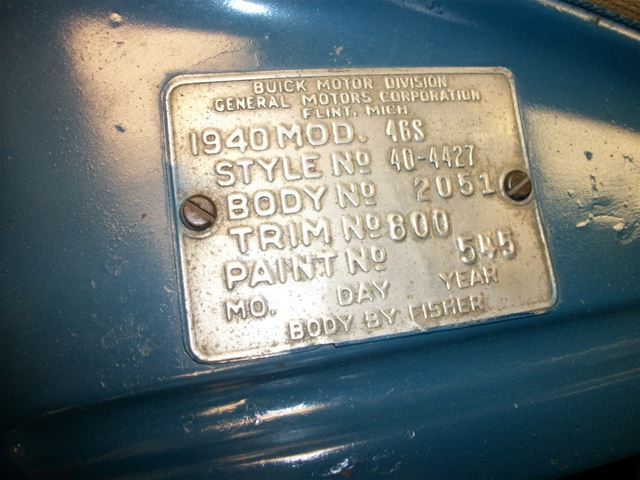 BUICK MOTOR DIVISION
GENERAL MOTORS CORPORATION
FLINT, MICH
1940 MOD. 46S
STYLE No 40-4427
BODY No 2051
TRIM No 600
PAINT No 545
MO. DAY YEAR
BODY BY FISHER